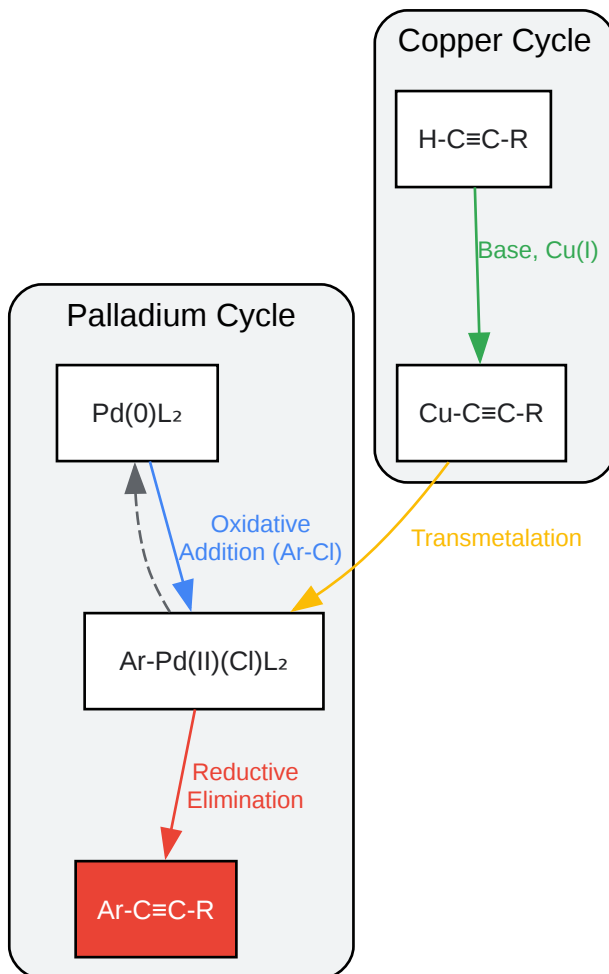 Copper Cycle
H-C≡C-R
Base, Cu(I)
Cu-C≡C-R
Transmetalation
Palladium Cycle
Pd(0)L₂
Oxidative
Addition (Ar-Cl)
Ar-Pd(II)(Cl)L₂
Reductive
Elimination
Ar-C≡C-R